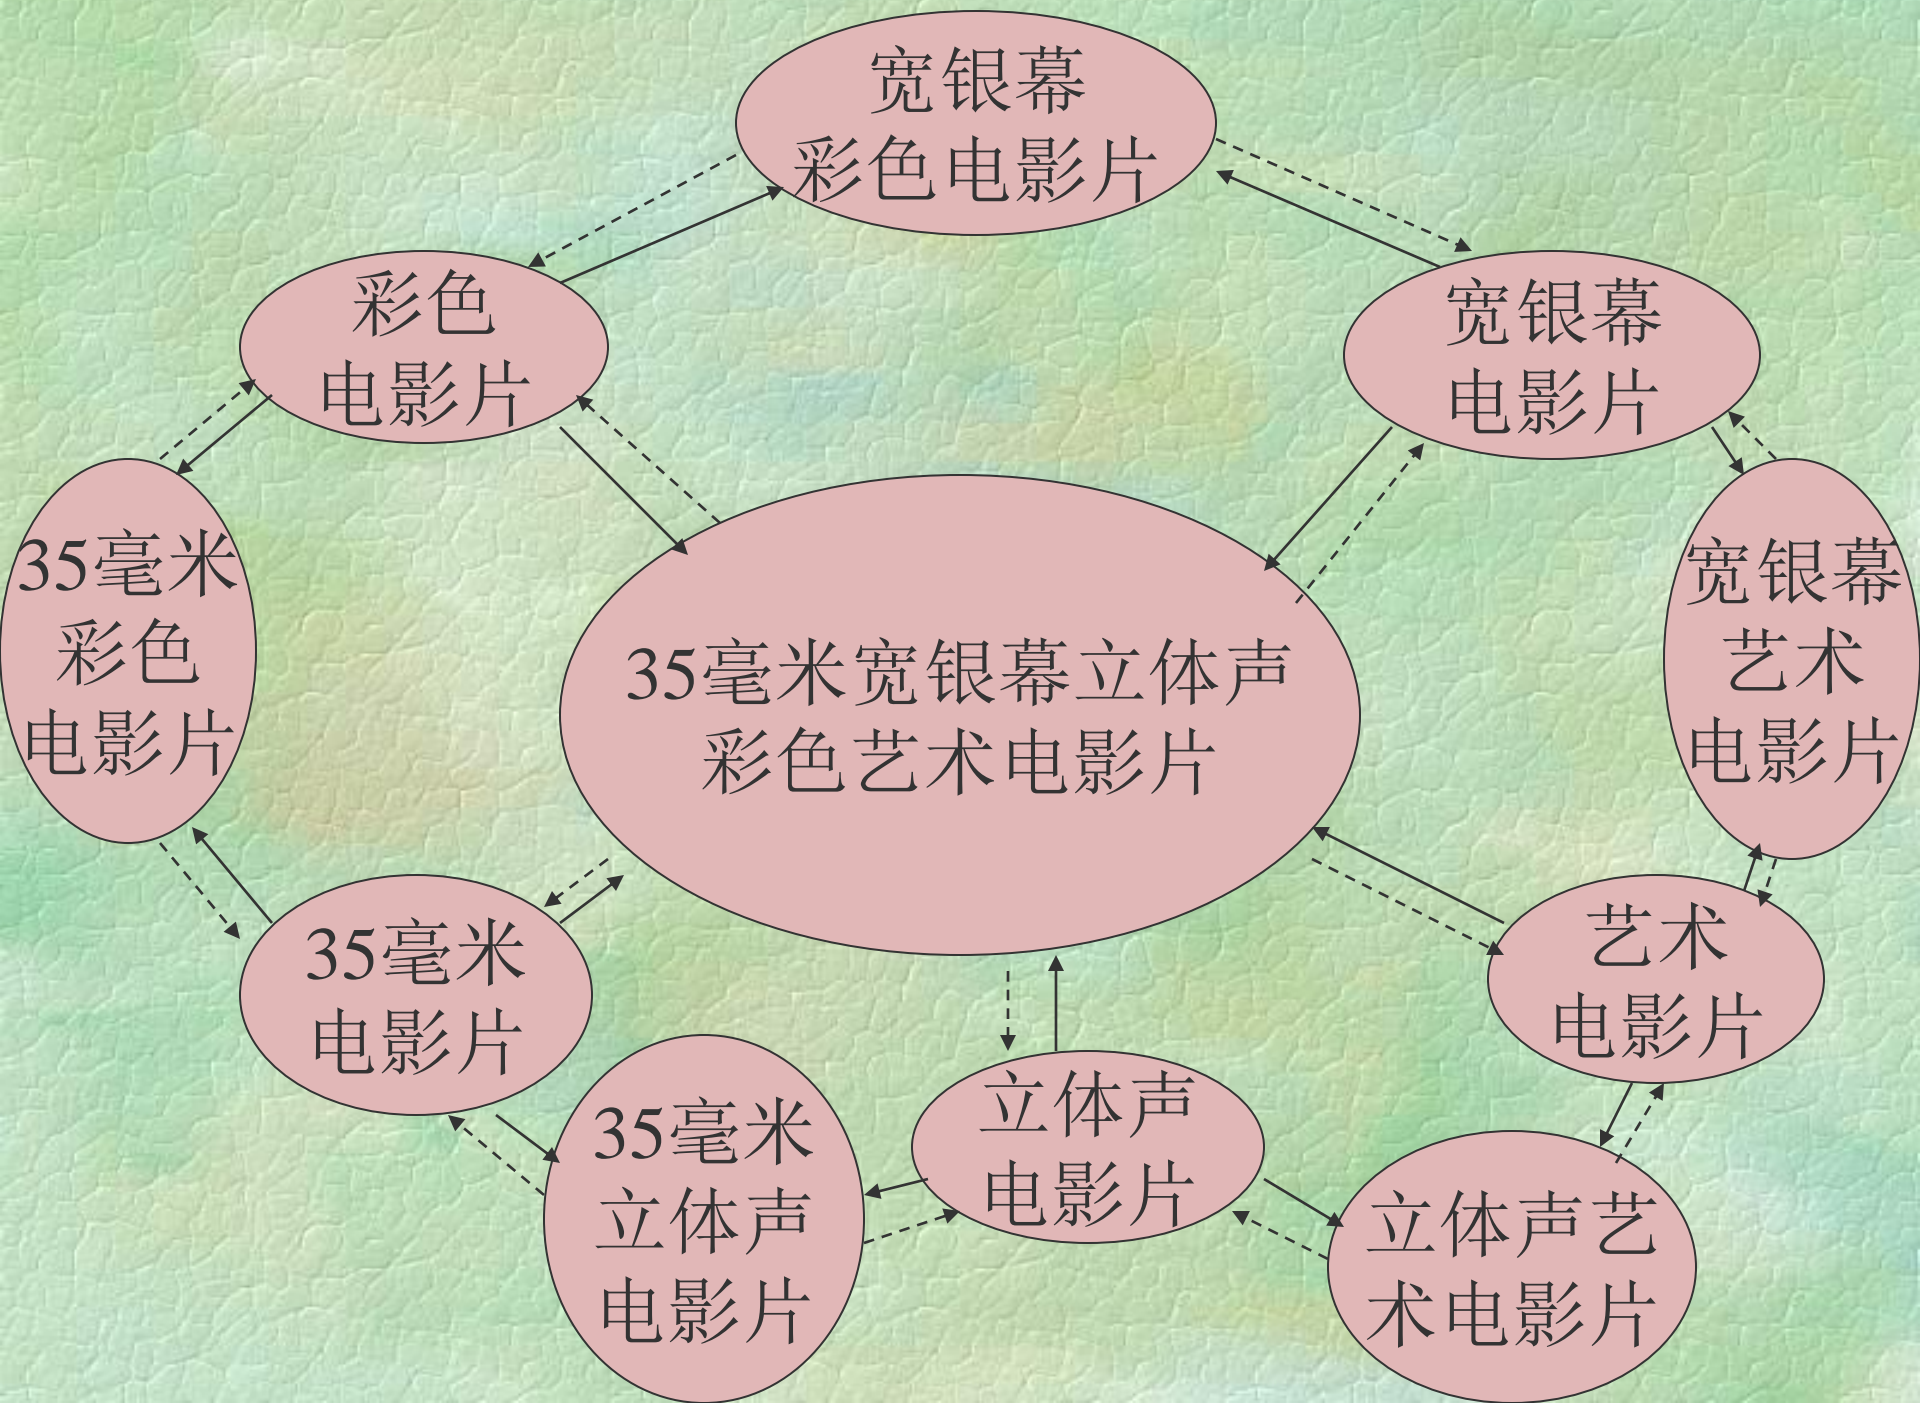 宽银幕
彩色电影片
彩色
电影片
宽银幕
电影片
35毫米
彩色
电影片
35毫米宽银幕立体声
彩色艺术电影片
宽银幕
艺术
电影片
35毫米
电影片
艺术
电影片
35毫米
立体声
电影片
立体声
电影片
立体声艺
术电影片